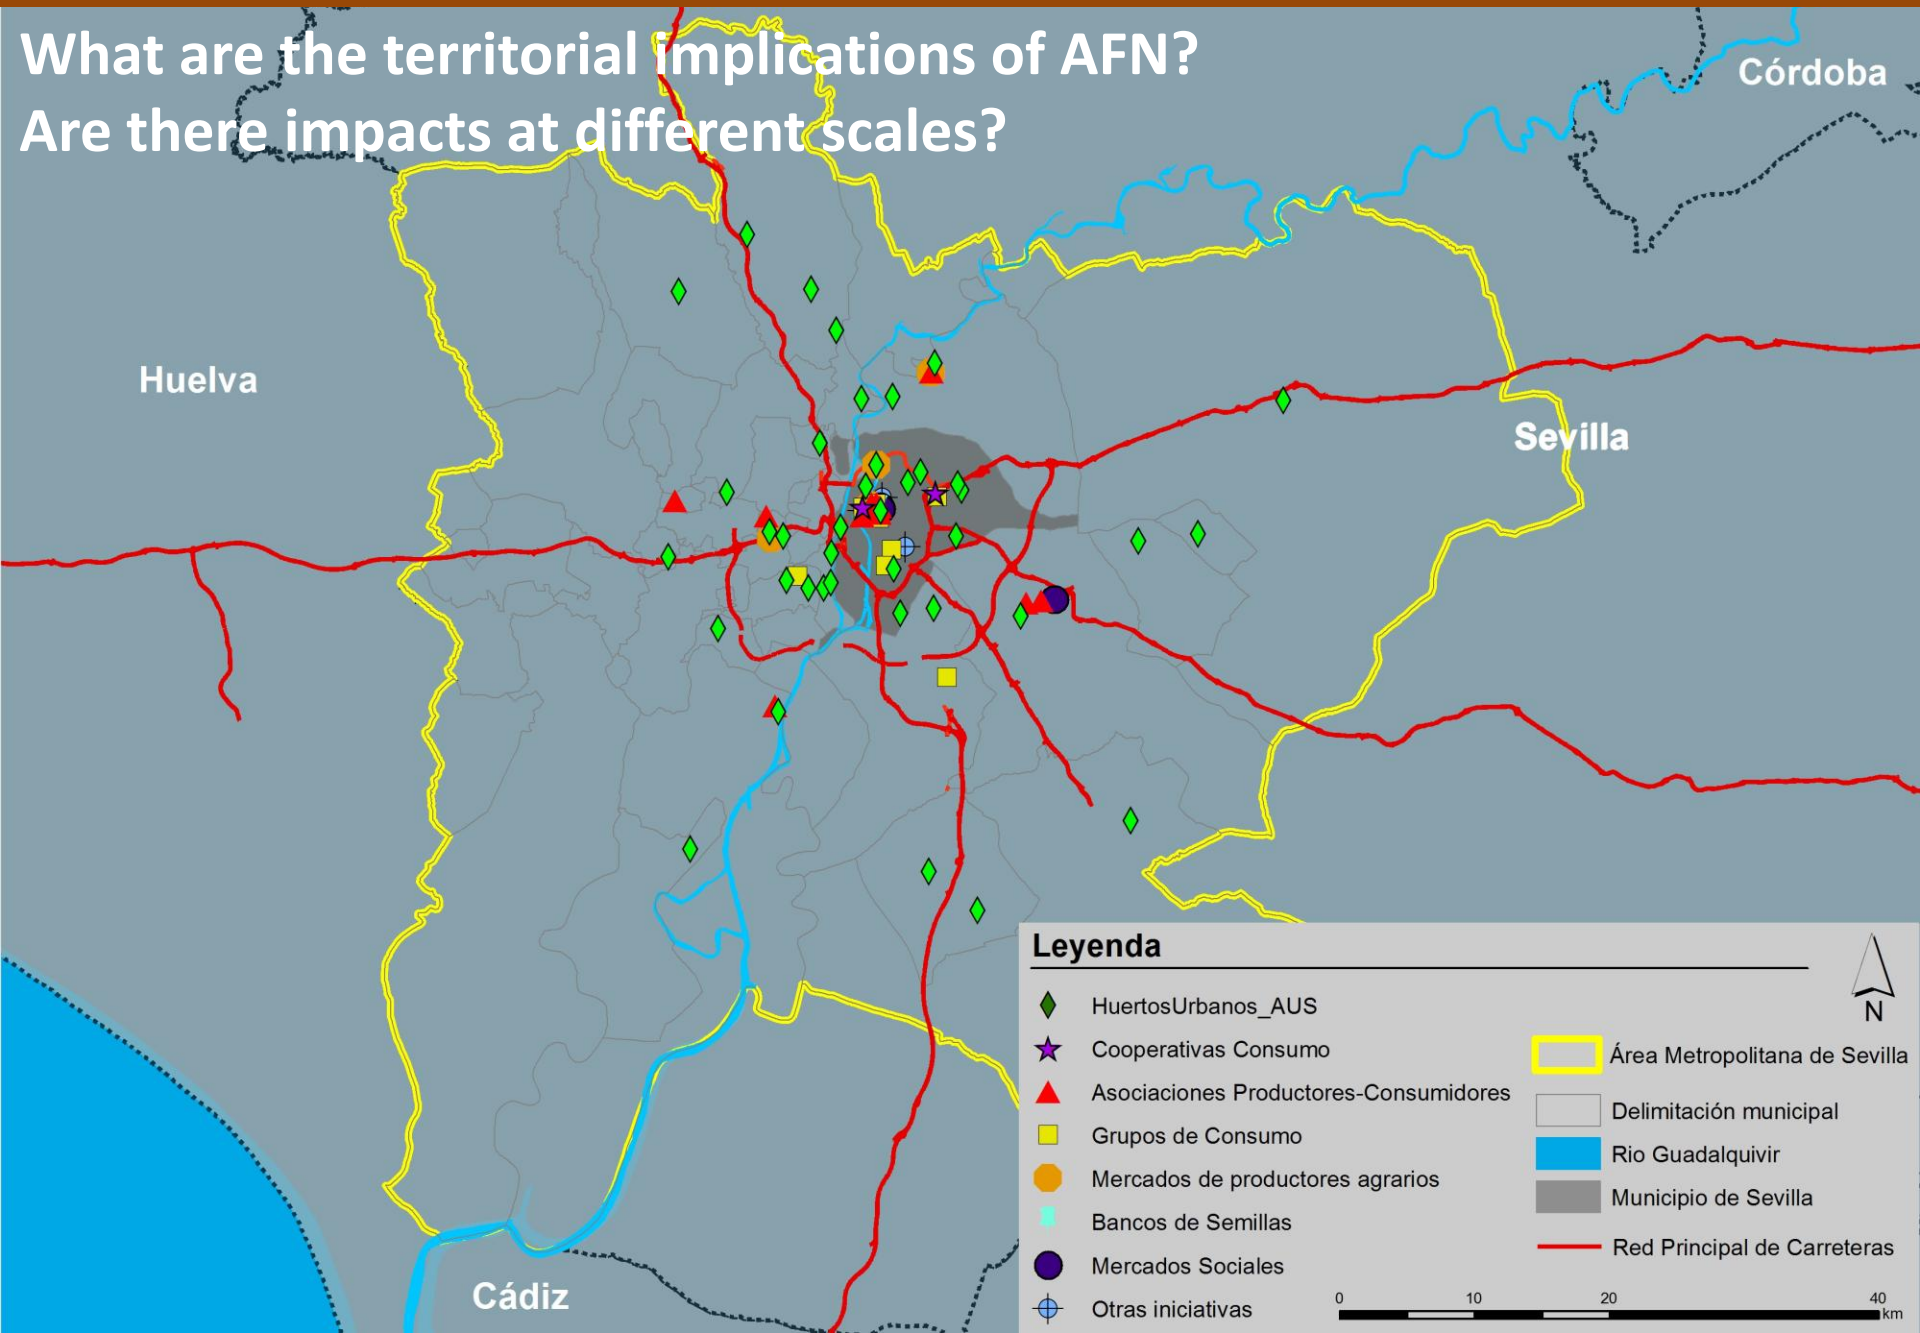 What are the territorial implications of AFN?
Are there impacts at different scales?
Córdoba
Huelva
Sevilla
Cádiz
Leyenda
N
HuertosUrbanos_AUS
Cooperativas Consumo
Asociaciones Productores-Consumidores
Grupos de Consumo
Mercados de productores agrarios
Bancos de Semillas
Mercados Sociales
Otras iniciativas
Área Metropolitana de Sevilla
Delimitación municipal
Rio Guadalquivir
Municipio de Sevilla
Red Principal de Carreteras
0 10 20 40
km